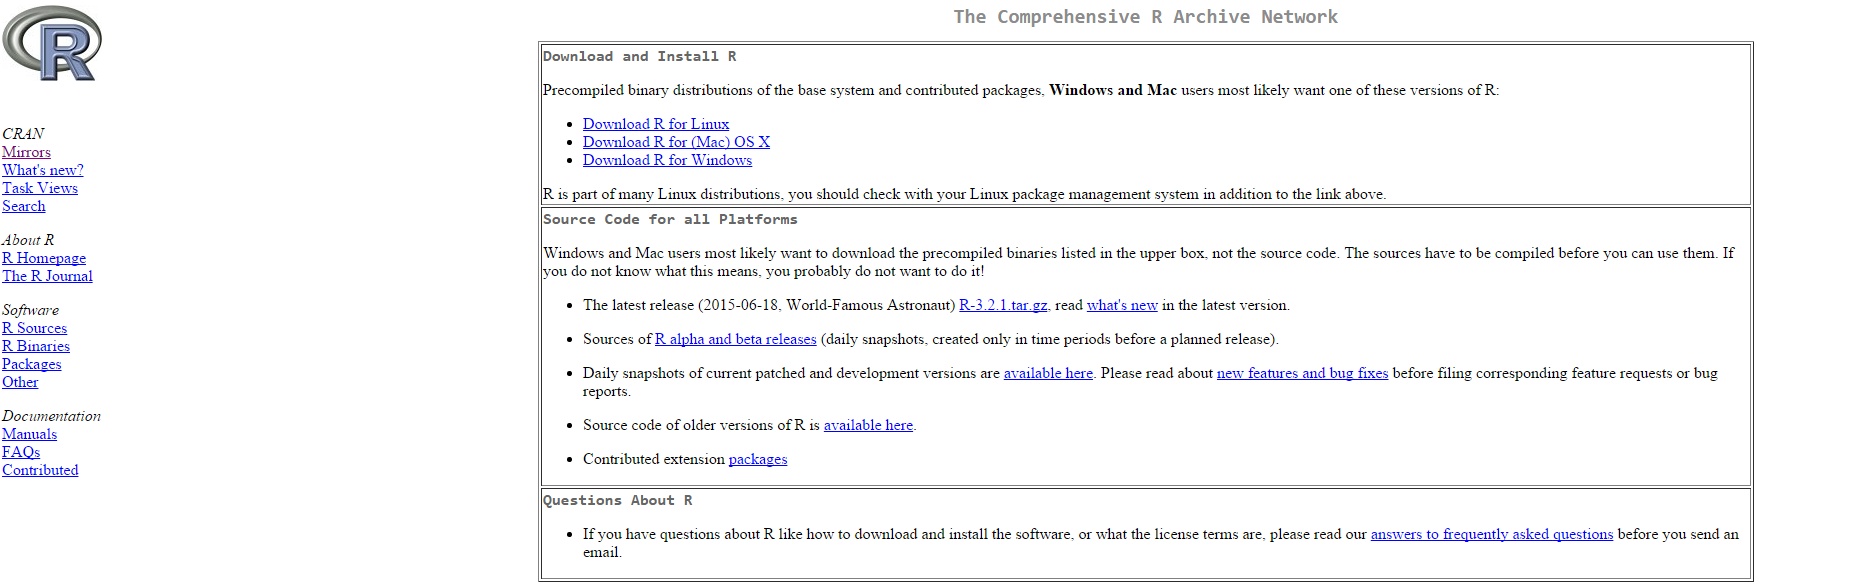 R
CRAN
Mirrors
What's new?
Task Views
Search
About R
R Homepage
The R Journal
Software
R Sources
R Binaries
Packages
Other
Documentation
Manuals
FAQs
Contributed
The Comprehensive R Archive Network
Download and Install R
Precompiled binary distributions of the base system and contributed packages, Windows and Mac users most likely want one of these versions of R:
Download R for Linux
Download R for (Mac) OS X
Download R for Windows
R is part of many Linux distributions, you should check with your Linux package management system in addition to the link above.
Source Code for all Platforms
Windows and Mac users most likely want to download the precompiled binaries listed in the upper box, not the source code. The sources have to be compiled before you can use them. If
you do not know what this means, you probably do not want to do it!
The latest release (2015-06-18, World-Famous Astronaut) R-3.2.1.tar.gz, read what's new in the latest version.
Sources of R alpha and beta releases (daily snapshots, created only in time periods before a planned release).
Daily snapshots of current patched and development versions are available here. Please read about new features and bug fixes before filing corresponding feature requests or bug
reports.
Source code of older versions of R is available here.
Contributed extension packages
Questions About R
If you have questions about R like how to download and install the software, or what the license terms are, please read our answers to frequently asked questions before you send an
email.